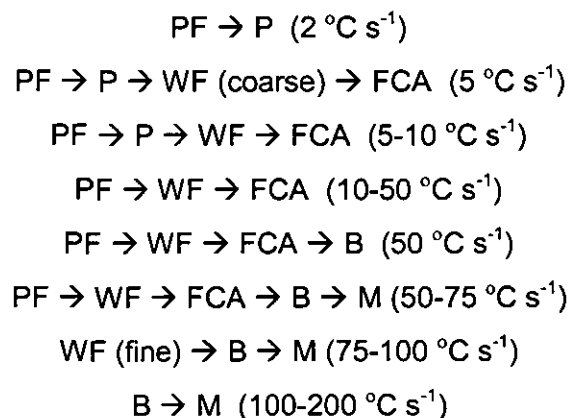 PF → P (2 °C s⁻¹)
PF → P → WF (coarse) → FCA (5 °C s⁻¹)
PF → P → WF → FCA (5-10 °C s⁻¹)
PF → WF → FCA (10-50 °C s⁻¹)
PF → WF → FCA → B (50 °C s⁻¹)
PF → WF → FCA → B → M (50-75 °C s⁻¹)
WF (fine) → B → M (75-100 °C s⁻¹)
B → M (100-200 °C s⁻¹)